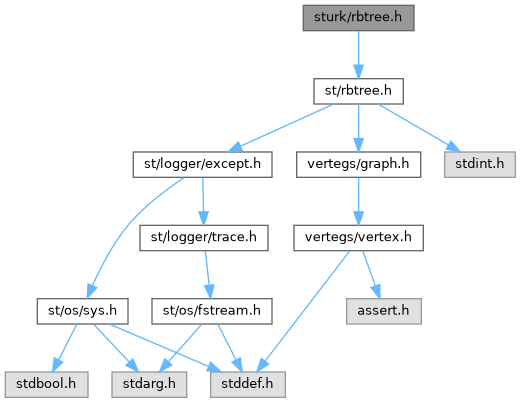 sturk/rbtree.h
st/rbtree.h
st/logger/except.h
vertegs/graph.h
stdint.h
st/logger/trace.h
vertegs/vertex.h
st/os/sys.h
st/os/fstream.h
assert.h
stdbool.h
stdarg.h
stddef.h